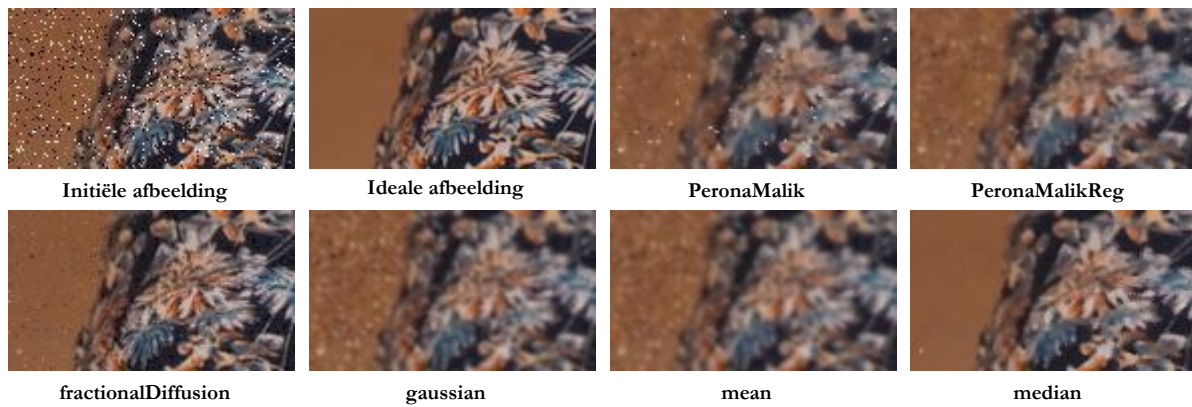 Initiële afbeelding
Ideale afbeelding
PeronaMalik
PeronaMalikReg
fractionalDiffusion
gaussian
mean
median